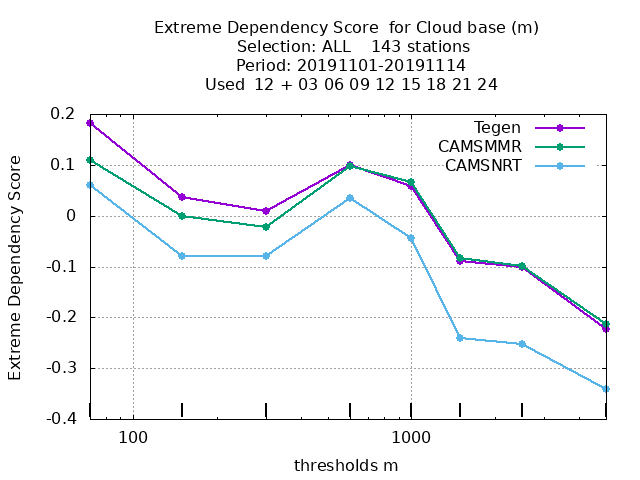 Extreme Dependency Score  for Cloud base (m)
Selection: ALL    143 stations
Period: 20191101-20191114
Used  12 + 03 06 09 12 15 18 21 24
Extreme Dependency Score
0.2
0.1
0
-0.1
-0.2
-0.3
-0.4
Tegen
CAMSMMR
CAMSNRT
100
1000
thresholds m